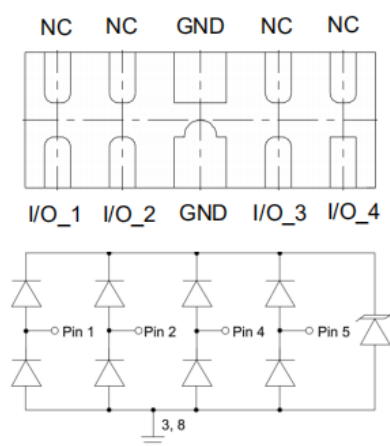 NC NC GND NC NC
I/O_1 I/O_2 GND I/O_3 I/O_4
Pin 1 Pin 2 Pin 4 Pin 5
3, 8